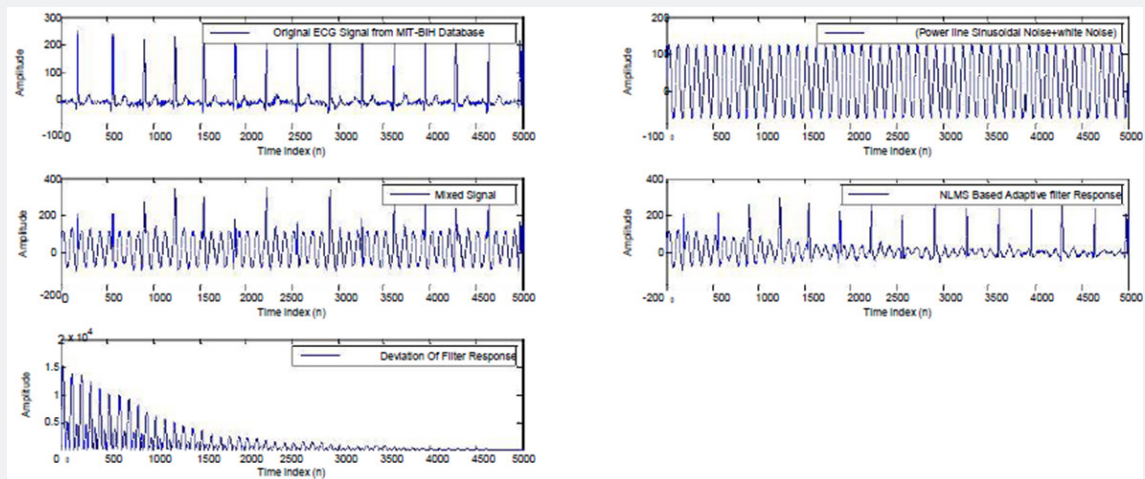 300
200
100
0
-100
Amplitude
Original ECG Signal from MIT-BIH Database
0 500 1000 1500 2000 2500 3000 3500 4000 4500 5000
Time Index (n)
200
100
0
-100
Amplitude
(Power line Sinusoidal Noise+white Noise)
0 500 1000 1500 2000 2500 3000 3500 4000 4500 5000
Time Index (n)
400
200
0
-200
Amplitude
Mixed Signal
0 500 1000 1500 2000 2500 3000 3500 4000 4500 5000
Time Index (n)
400
200
0
-200
Amplitude
NLMS Based Adaptive filter Response
0 500 1000 1500 2000 2500 3000 3500 4000 4500 5000
Time Index (n)
2 x 10^4
1.5
1
0.5
Amplitude
Deviation Of Filter Response
0 0 500 1000 1500 2000 2500 3000 3500 4000 4500 5000
Time Index (n)